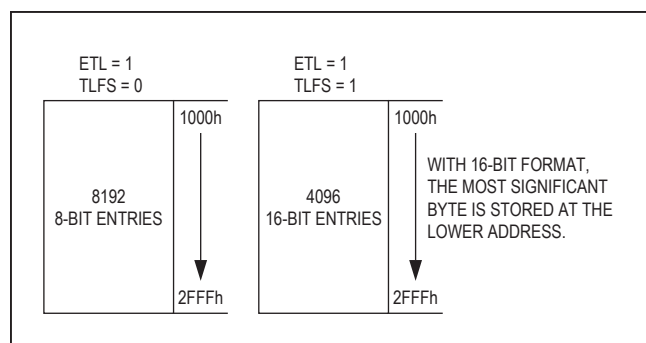 ETL = 1
TLFS = 0
1000h
8192
8-BIT ENTRIES
2FFFh
ETL = 1
TLFS = 1
1000h
4096
16-BIT ENTRIES
2FFFh
WITH 16-BIT FORMAT,
THE MOST SIGNIFICANT
BYTE IS STORED AT THE
LOWER ADDRESS.